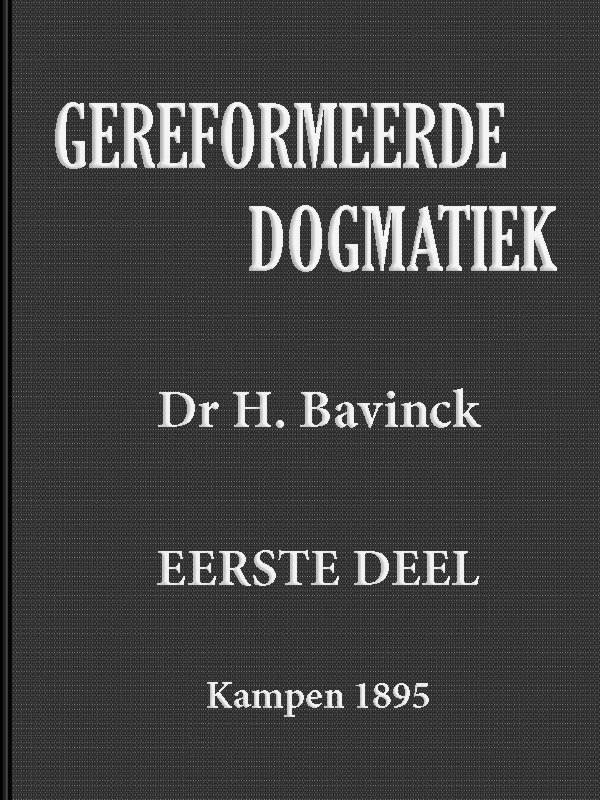 GEREFORMEERDE
DOGMATIEK
Dr H. Bavinck
EERSTE DEEL
Kampen 1895